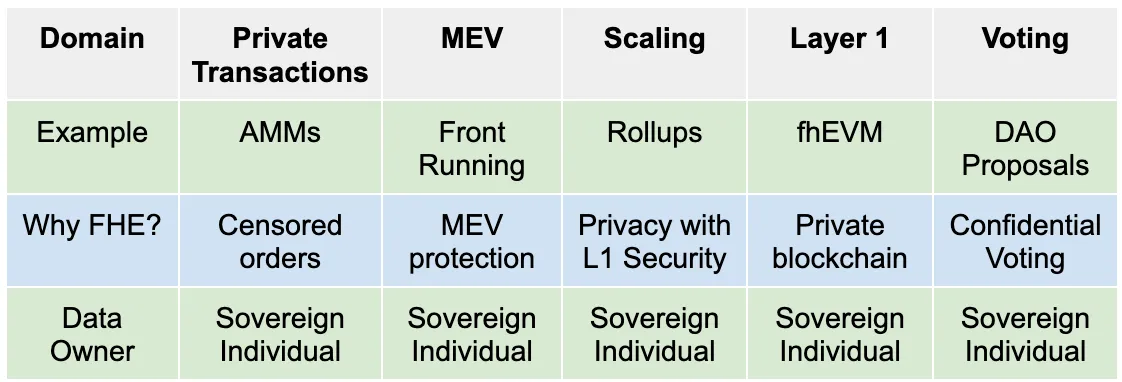 Domain
Private
Transactions
MEV
Scaling
Layer 1
Voting
Example
AMMs
Front
Running
Rollups
fhEVM
DAO
Proposals
Why FHE?
Censored
orders
MEV
protection
Privacy with
L1 Security
Private
blockchain
Confidential
Voting
Data
Owner
Sovereign
Individual
Sovereign
Individual
Sovereign
Individual
Sovereign
Individual
Sovereign
Individual